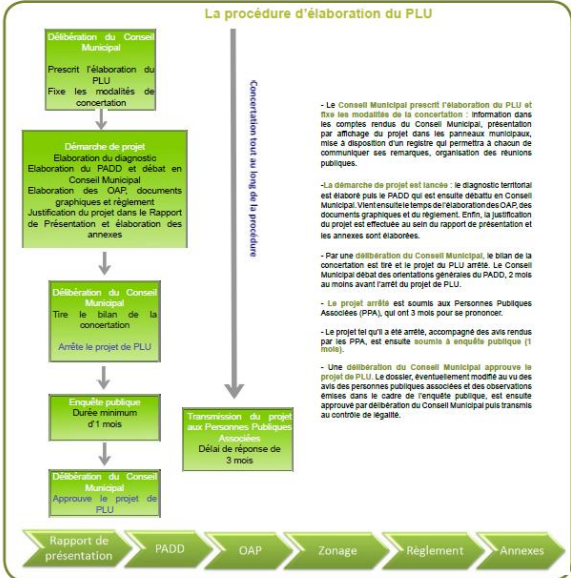 La procédure d'élaboration du PLU
Délibération du Conseil
Municipal
Prescrit l'élaboration du
PLU
Fixe les modalités de
concertation
Démarche de projet
Elaboration du diagnostic
Elaboration du PADD et débat en
Conseil Municipal
Elaboration des OAP, documents
graphiques et règlement
Justification du projet dans le Rapport
de Présentation et élaboration des
annexes
Délibération du Conseil
Municipal
Tire le bilan de la
concertation
Arrête le projet de PLU
Enquête publique
Durée minimum
d'1 mois
Délibération du Conseil
Municipal
Approuve le projet de
PLU
Concertation tout au long de la procédure
Transmission du projet
aux Personnes Publiques
Associées
Délai de réponse de
3 mois
- Le Conseil Municipal prescrit l'élaboration du PLU et
fixe les modalités de la concertation : information dans
les comptes rendus du Conseil Municipal, présentation
par affichage du projet dans les panneaux municipaux,
mise à disposition d'un registre qui permettra à chacun de
communiquer ses remarques, organisation des réunions
publiques.
-La démarche de projet est lancée : le diagnostic territorial
est élaboré puis le PADD qui est ensuite débattu en Conseil
Municipal. Vient ensuite le temps de l'élaboration des OAP, des
documents graphiques et du règlement. Enfin, la justification
du projet est effectuée au sein du rapport de présentation et
les annexes sont élaborées.
- Par une délibération du Conseil Municipal, le bilan de la
concertation est tiré et le projet du PLU arrêté. Le Conseil
Municipal débat des orientations générales du PADD, 2 mois
au moins avant l'arrêt du projet de PLU.
- Le projet arrêté est soumis aux Personnes Publiques
Associées (PPA), qui ont 3 mois pour se prononcer.
- Le projet tel qu'il a été arrêté, accompagné des avis rendus
par les PPA, est ensuite soumis à enquête publique (1
mois).
- Une délibération du Conseil Municipal approuve le
projet de PLU. Le dossier, éventuellement modifié au vu des
avis des personnes publiques associées et des observations
émises dans le cadre de l'enquête publique, est ensuite
approuvé par délibération du Conseil Municipal puis transmis
au contrôle de légalité.
Rapport de
présentation
PADD
OAP
Zonage
Règlement
Annexes